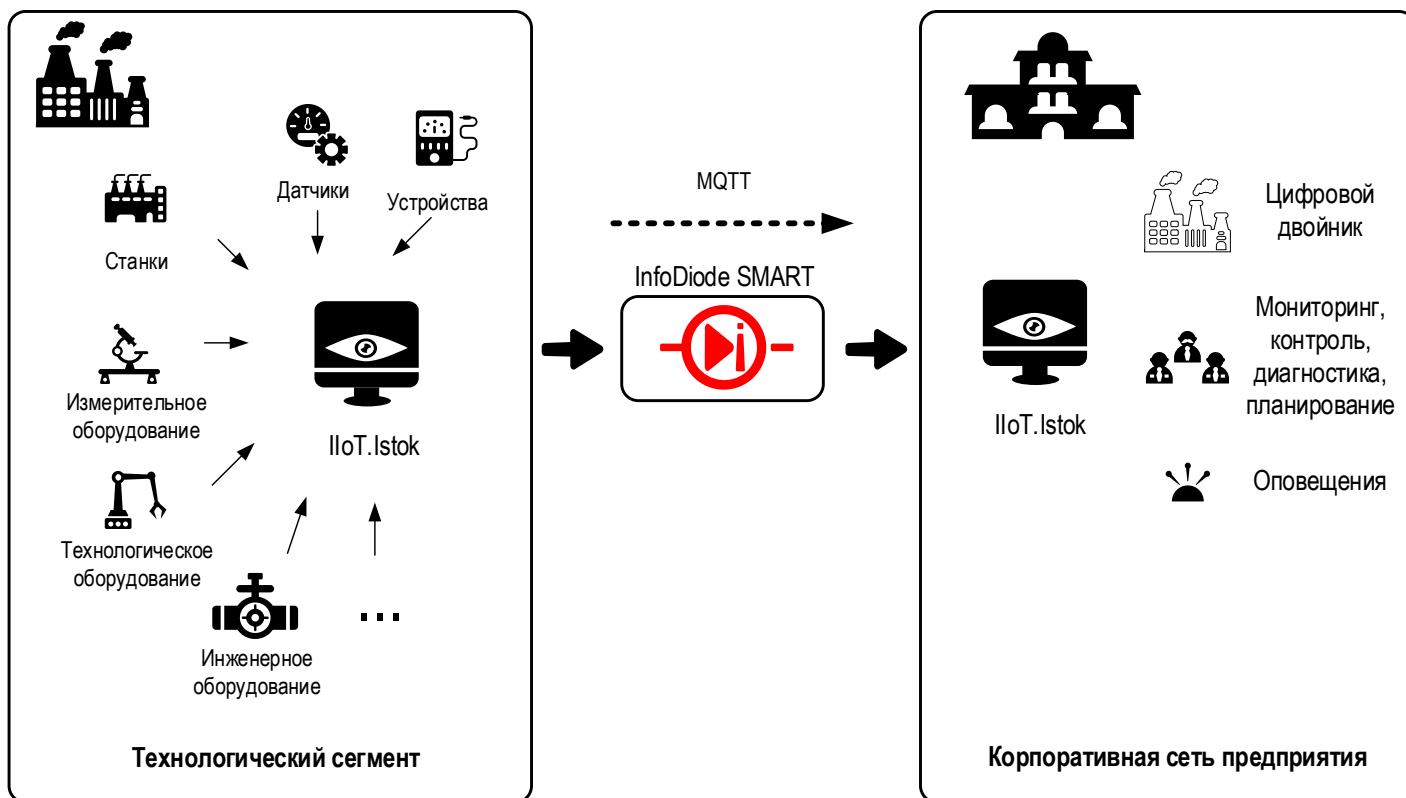 Датчики
Устройства
Станки
Измерительное
оборудование
IIoT.Istok
Технологическое
оборудование
...
Инженерное
оборудование
Технологический сегмент
MQTT
InfoDiode SMART
Цифровой
двойник
Мониторинг,
контроль,
диагностика,
планирование
IIoT.Istok
Оповещения
Корпоративная сеть предприятия